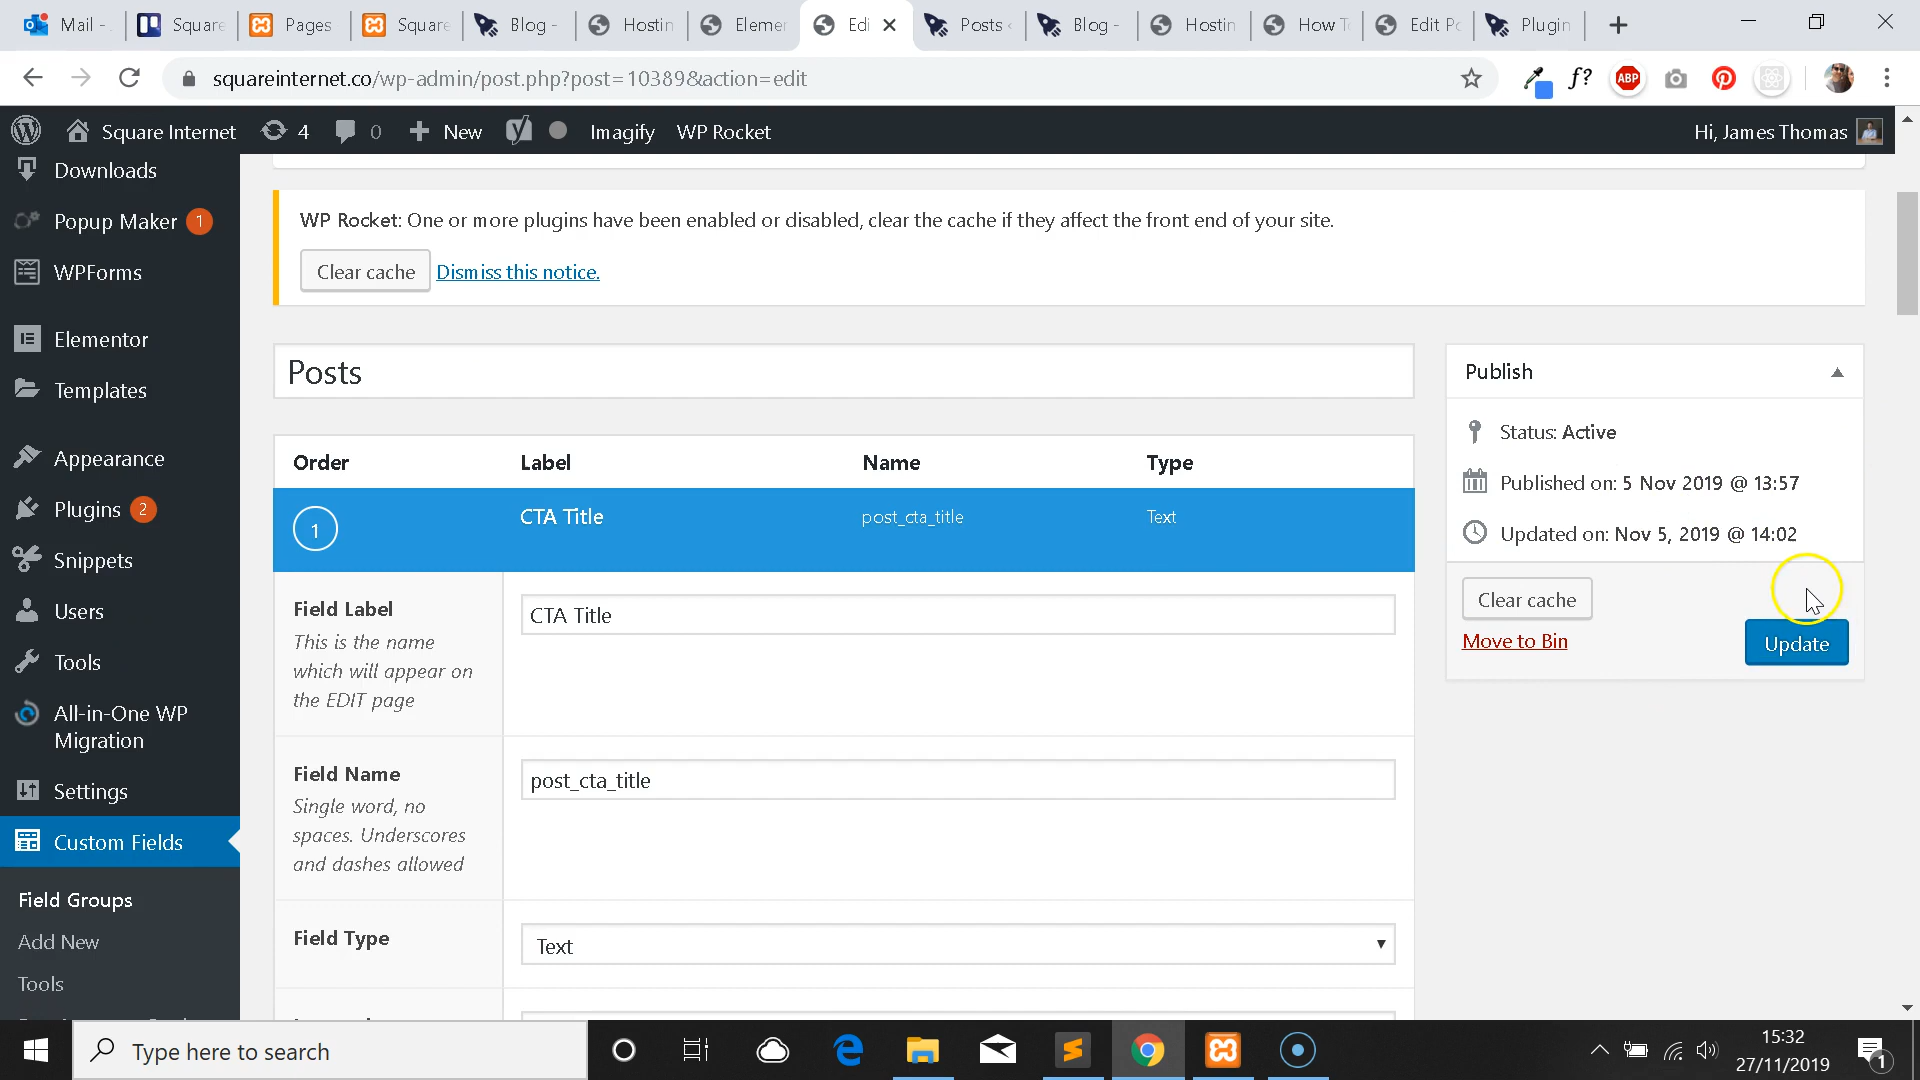 Mail -
Square
Pages
Square
Blog -
Hostin
Elemen
Edi
Posts
Blog -
Hostin
How T
Edit Po
Plugin
squareinternet.co/wp-admin/post.php?post=10389&action=edit
f?
ABP
Square Internet
4
0
New
Imagify
WP Rocket
Hi, James Thomas
Downloads
Popup Maker 1
WPForms
Elementor
Templates
Appearance
Plugins 2
Snippets
Users
Tools
All-in-One WP
Migration
Settings
Custom Fields
Field Groups
Add New
Tools
WP Rocket: One or more plugins have been enabled or disabled, clear the cache if they affect the front end of your site.
Clear cache
Dismiss this notice.
Posts
Order
Label
Name
Type
1
CTA Title
post_cta_title
Text
Field Label
This is the name
which will appear on
the EDIT page
CTA Title
Field Name
Single word, no
spaces. Underscores
and dashes allowed
post_cta_title
Field Type
Text
Publish
Status: Active
Published on: 5 Nov 2019 @ 13:57
Updated on: Nov 5, 2019 @ 14:02
Clear cache
Move to Bin
Update
Type here to search
15:32
27/11/2019
1